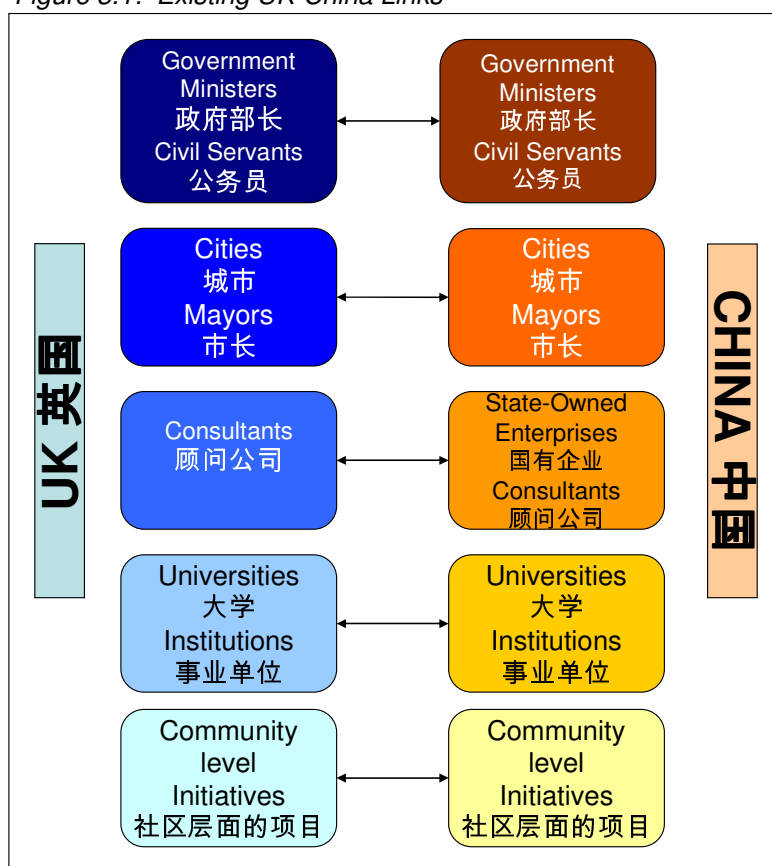 Figure 5.1: Existing UK-China Links
Government
Ministers
政府部长
Civil Servants
公务员
Government
Ministers
政府部长
Civil Servants
公务员
UK 英国
Cities
城市
Mayors
市长
Cities
城市
Mayors
市长
CHINA 中国
Consultants
顾问公司
State-Owned
Enterprises
国有企业
Consultants
顾问公司
Universities
大学
Institutions
事业单位
Universities
大学
Institutions
事业单位
Community
level
Initiatives
社区层面的项目
Community
level
Initiatives
社区层面的项目